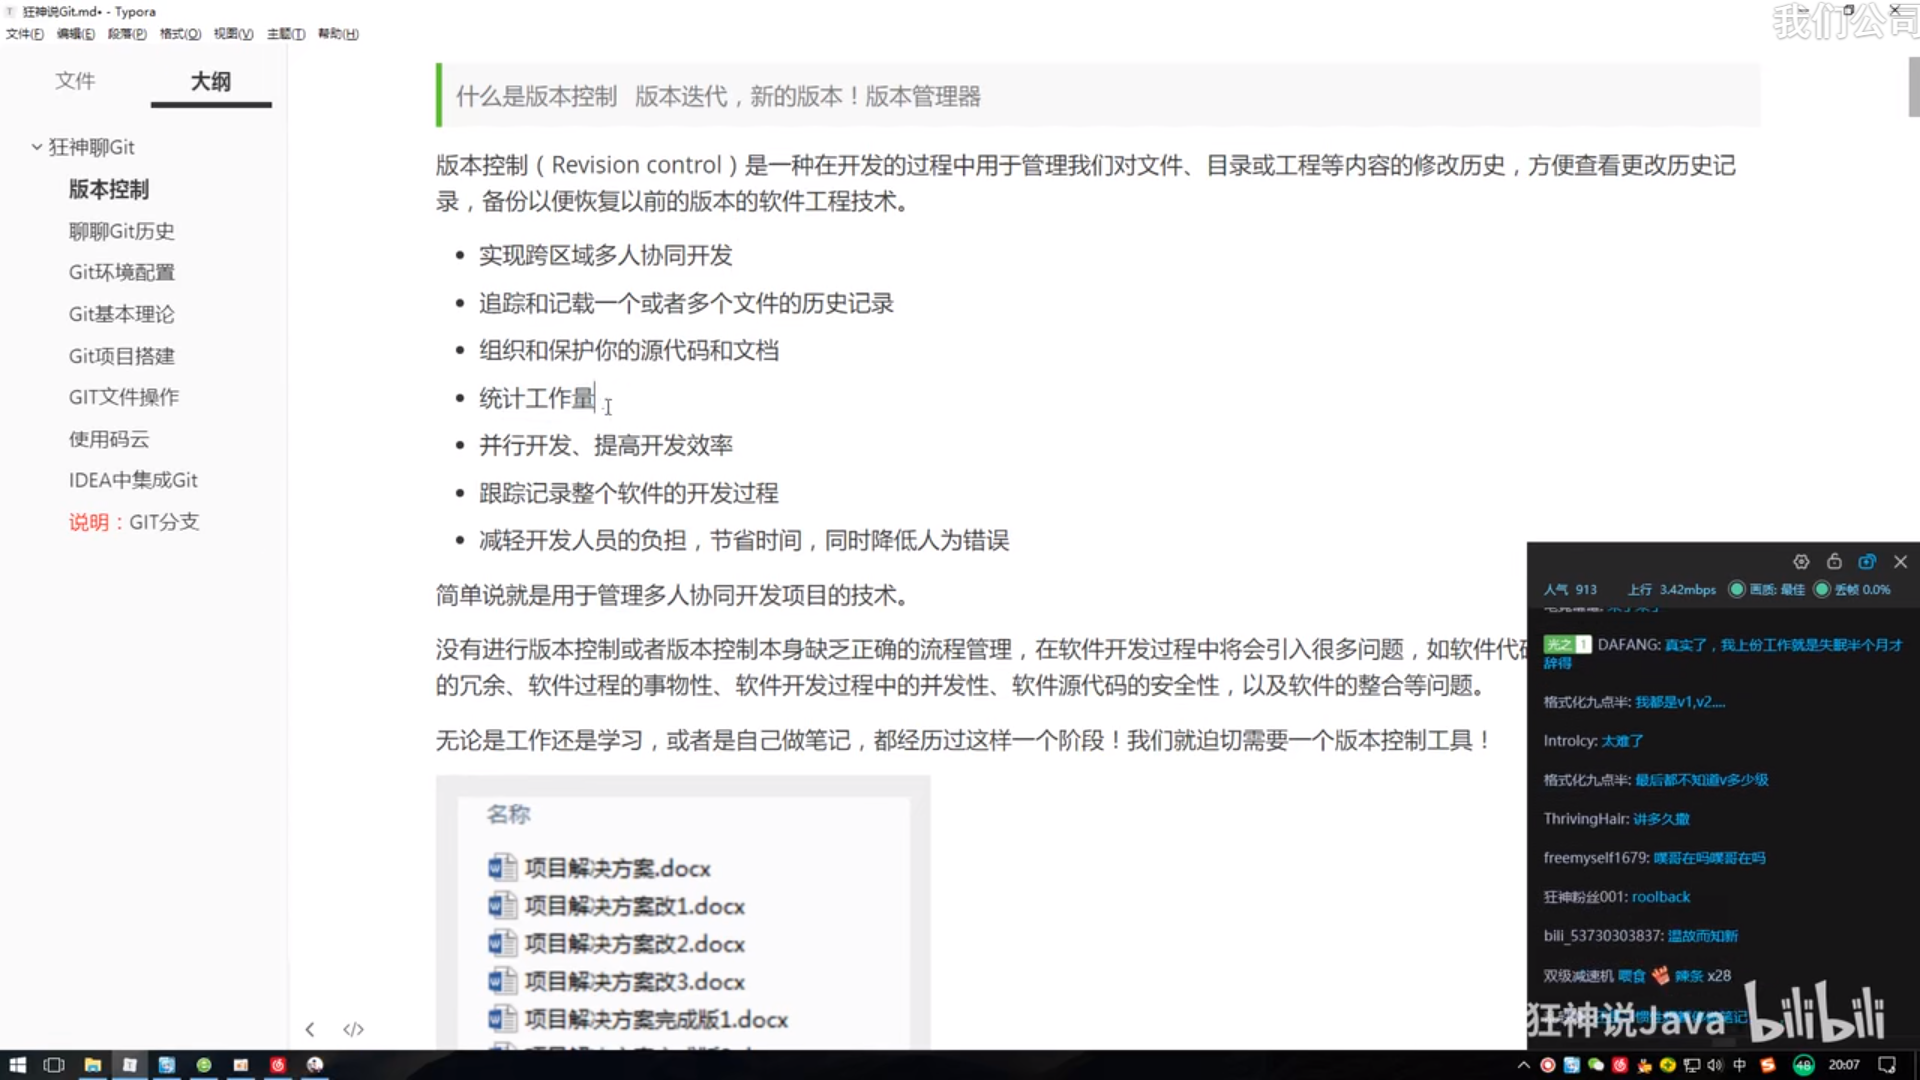 狂神说Git.md• - Typora
我们公司
文件(F) 编辑(E) 段落(P) 格式(O) 视图(V) 主题(T) 帮助(H)
文件 大纲
狂神聊Git
版本控制
聊聊Git历史
Git环境配置
Git基本理论
Git项目搭建
GIT文件操作
使用码云
IDEA中集成Git
说明：GIT分支
什么是版本控制 版本迭代，新的版本！版本管理器
版本控制（Revision control）是一种在开发的过程中用于管理我们对文件、目录或工程等内容的修改历史，方便查看更改历史记
录，备份以便恢复以前的版本的软件工程技术。
实现跨区域多人协同开发
追踪和记载一个或者多个文件的历史记录
组织和保护你的源代码和文档
统计工作量
并行开发、提高开发效率
跟踪记录整个软件的开发过程
减轻开发人员的负担，节省时间，同时降低人为错误
简单说就是用于管理多人协同开发项目的技术。
没有进行版本控制或者版本控制本身缺乏正确的流程管理，在软件开发过程中将会引入很多问题，如软件代
的冗余、软件过程的事物性、软件开发过程中的并发性、软件源代码的安全性，以及软件的整合等问题。
无论是工作还是学习，或者是自己做笔记，都经历过这样一个阶段！我们就迫切需要一个版本控制工具！
名称
项目解决方案.docx
项目解决方案改1.docx
项目解决方案改2.docx
项目解决方案改3.docx
项目解决方案完成版1.docx
人气 913 上行 3.42mbps 画质: 最佳 丢帧 0.0%
光之 1 DAFANG: 真实了，我上份工作就是失眠半个月才
辞得
格式化九点半: 我都是v1,v2....
Introlcy: 太难了
格式化九点半: 最后都不知道v多少级
ThrivingHair: 讲多久撒
freemyself1679: 噗哥在吗噗哥在吗
狂神粉丝001: roolback
bili_53730303837: 温故而知新
双级减速机 喂食 辣条 x28
狂神说Java bilibili
中 48 20:07